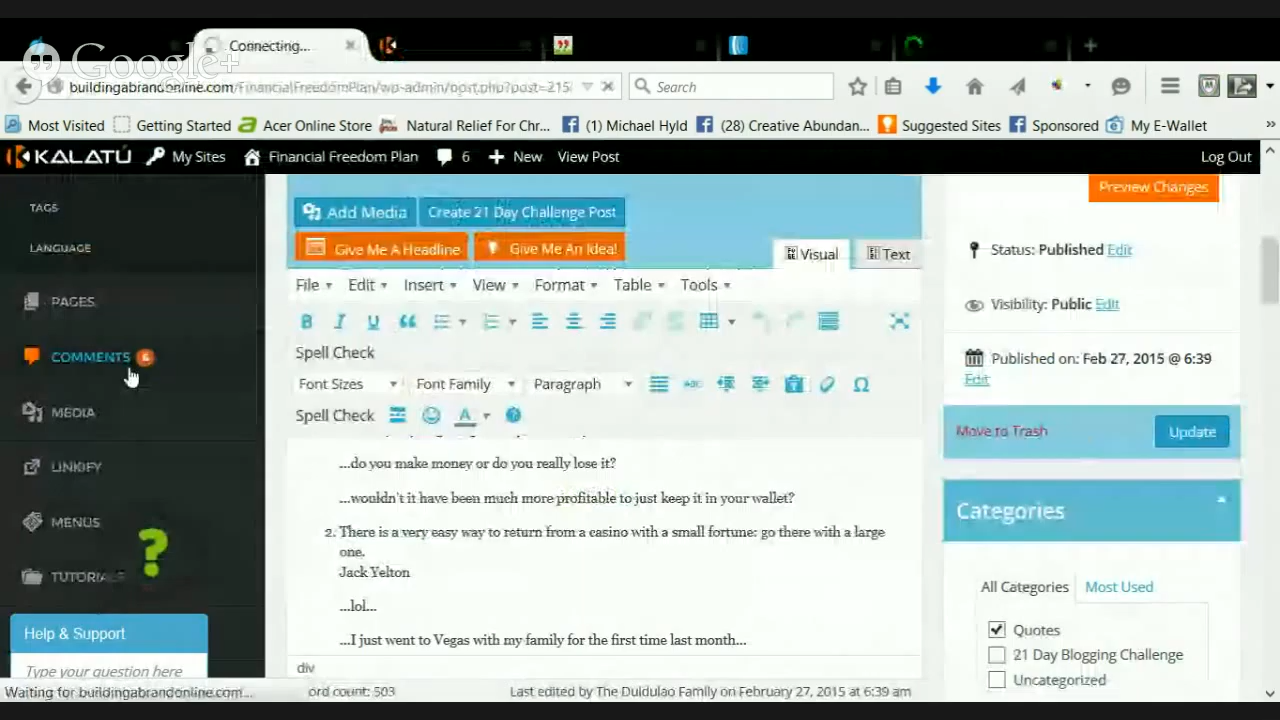 Connecting...
Google+
buildingabrandonline.com/FinancialFreedomPlan/wp-admin/post.php?post=215
Search
Most Visited
Getting Started
Acer Online Store
Natural Relief For Chr...
(1) Michael Hyld
(28) Creative Abundan...
Suggested Sites
Sponsored
My E-Wallet
KALATÚ
My Sites
Financial Freedom Plan
6
New
View Post
Log Out
TAGS
LANGUAGE
PAGES
COMMENTS 6
MEDIA
LINKIFY
MENUS
TUTORIALS
Help & Support
Type your question here
Waiting for buildingabrandonline.com...
Add Media
Create 21 Day Challenge Post
Give Me A Headline
Give Me An Idea!
Visual
Text
File
Edit
Insert
View
Format
Table
Tools
Spell Check
Font Sizes
Font Family
Paragraph
Spell Check
...do you make money or do you really lose it?
...wouldn't it have been much more profitable to just keep it in your wallet?
2. There is a very easy way to return from a casino with a small fortune: go there with a large
one.
Jack Yelton
...lol...
...I just went to Vegas with my family for the first time last month...
div
ord count: 503
Last edited by The Duldulao Family on February 27, 2015 at 6:39 am
Preview Changes
Status: Published Edit
Visibility: Public Edit
Published on: Feb 27, 2015 @ 6:39
Edit
Move to Trash
Update
Categories
All Categories
Most Used
Quotes
21 Day Blogging Challenge
Uncategorized